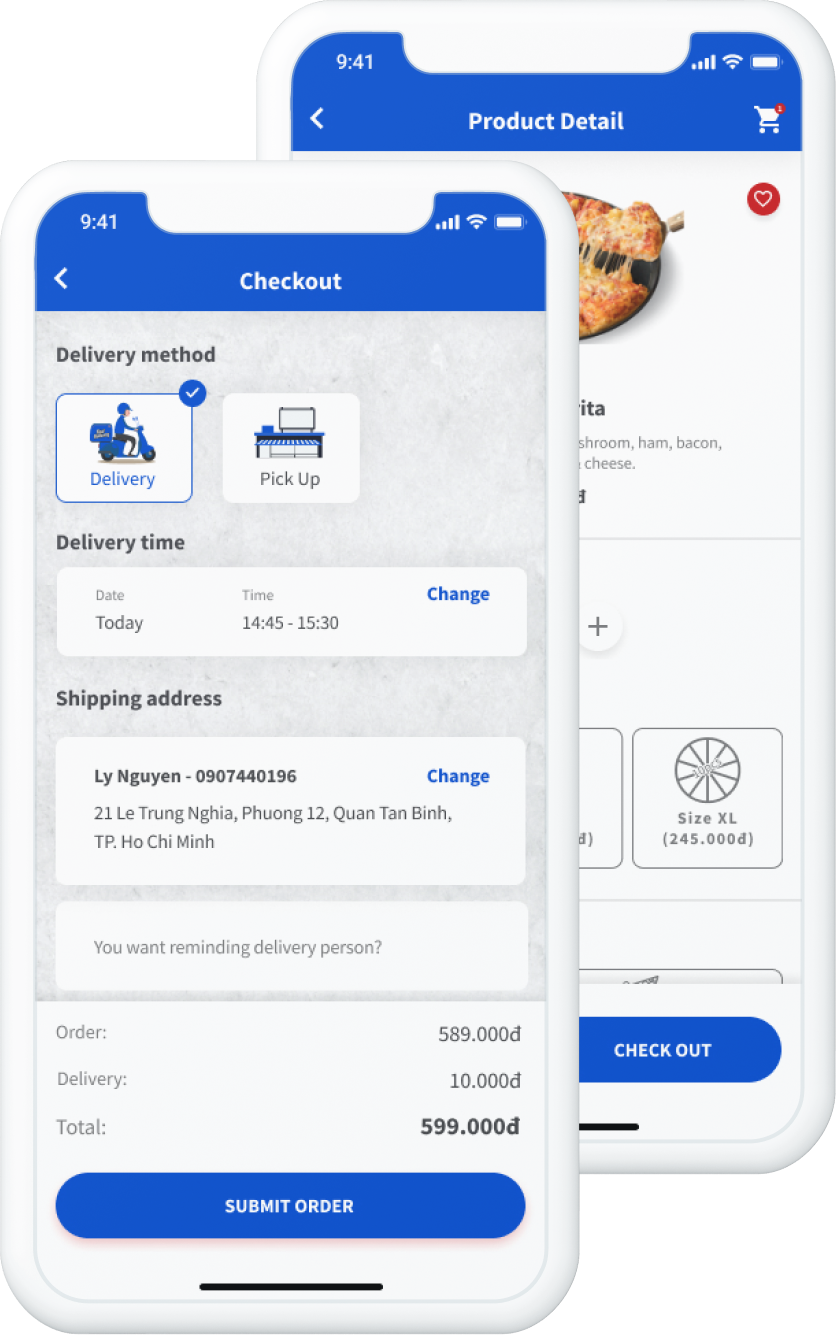 9:41
Checkout
Delivery method
Delivery
Pick Up
Delivery time
Date
Time
Change
Today
14:45 - 15:30
Shipping address
Ly Nguyen - 0907440196
Change
21 Le Trung Nghia, Phuong 12, Quan Tan Binh,
TP. Ho Chi Minh
You want reminding delivery person?
Order:
589.000đ
Delivery:
10.000đ
Total:
599.000đ
SUBMIT ORDER
9:41
Product Detail
1
rita
shroom, ham, bacon,
cheese.
đ
đ)
10pcs
Size XL
(245.000đ)
CHECK OUT